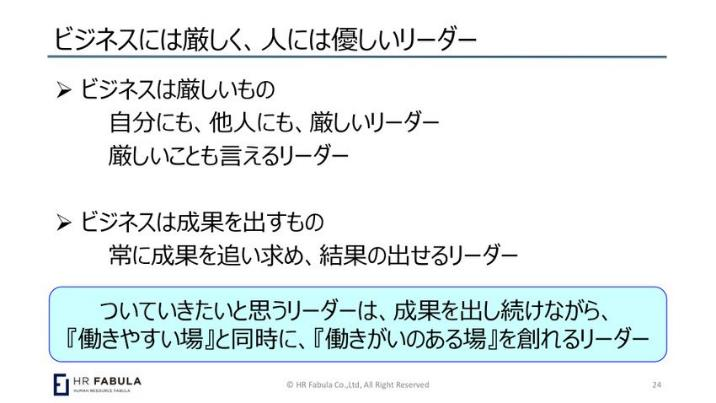 ビジネスには厳しく、人には優しいリーダー
➢ ビジネスは厳しいもの
自分にも、他人にも、厳しいリーダー
厳しいことも言えるリーダー
➢ ビジネスは成果を出すもの
常に成果を追い求め、結果の出せるリーダー
ついていきたいと思うリーダーは、成果を出し続けながら、
『働きやすい場』と同時に、『働きがいのある場』を創れるリーダー
HR FABULA
HUMAN RESOURCE FABULA
© HR Fabula Co.,Ltd, All Right Reserved
24